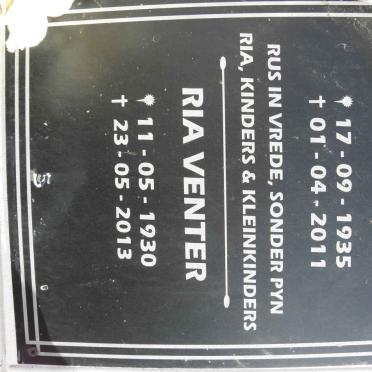 * 17 - 09 - 1935
† 01 - 04 - 2011
RUS IN VREDE, SONDER PYN
RIA, KINDERS & KLEINKINDERS
RIA VENTER
* 11 - 05 - 1930
† 23 - 05 - 2013